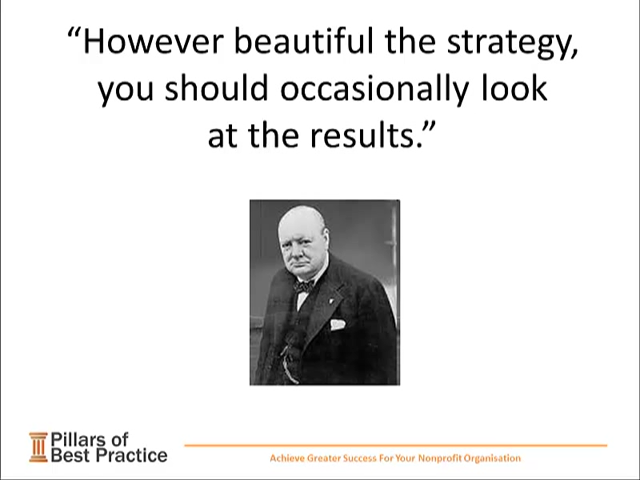 “However beautiful the strategy,
you should occasionally look
at the results.”
Pillars of
Best Practice
Achieve Greater Success For Your Nonprofit Organisation